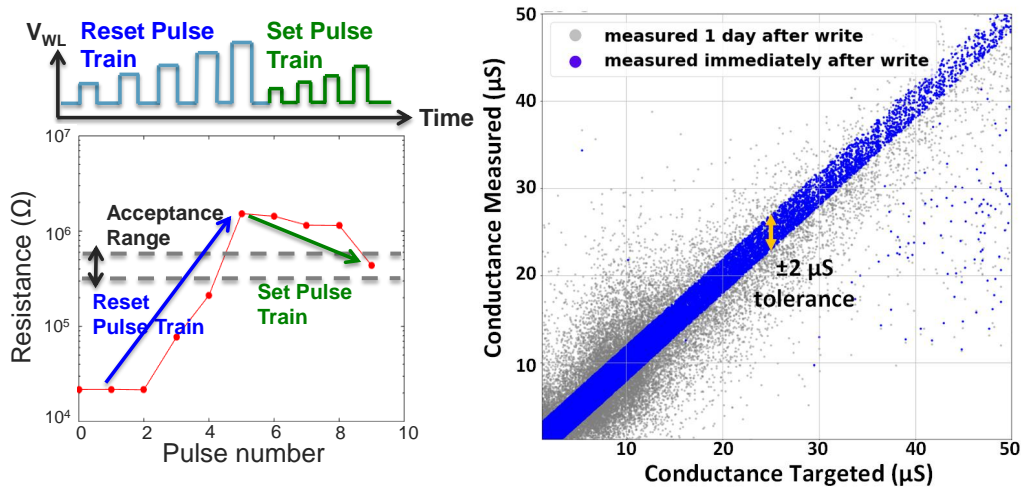 V_WL
Reset Pulse
Train
Set Pulse
Train
Time
Resistance (Ω)
10^7
10^6
10^5
10^4
Acceptance
Range
Reset
Pulse Train
Set Pulse
Train
0
2
4
6
8
10
Pulse number
Conductance Measured (µS)
50
40
30
20
10
measured 1 day after write
measured immediately after write
±2 µS
tolerance
10
20
30
40
50
Conductance Targeted (µS)